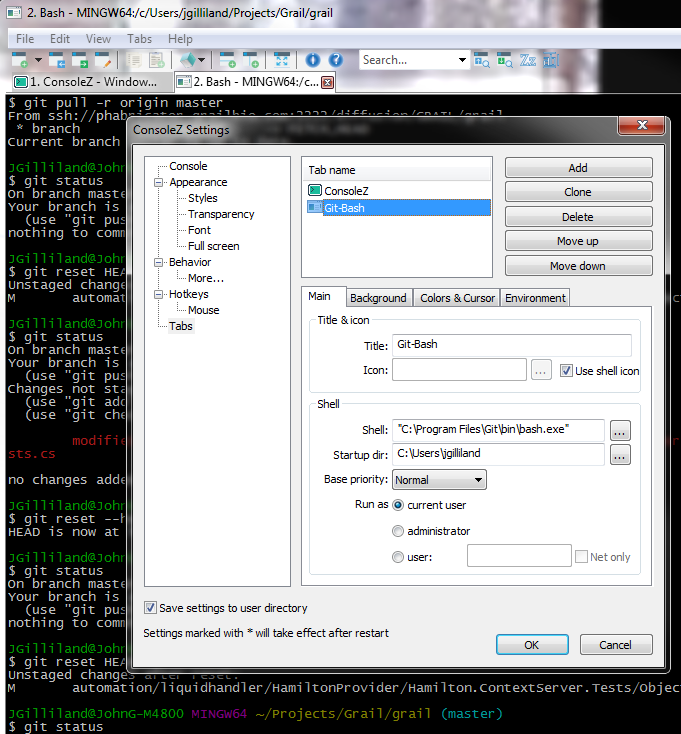 2. Bash - MINGW64:/c/Users/jgilliland/Projects/Grail/grail
File Edit View Tabs Help
Search...
1. ConsoleZ - Window...
2. Bash - MINGW64:/c...
$ git pull -r origin master
From ssh://phabricator.grailbio.com:2222/diffusion/GRAIL/grail
* branch
Current branch
JGilliland@John
$ git status
On branch maste
Your branch is
(use "git pus
nothing to comm
JGilliland@John
$ git reset HEA
Unstaged change
M automati
JGilliland@John
$ git status
On branch maste
Your branch is
(use "git pus
Changes not sta
(use "git add
(use "git che
modifie
sts.cs
no changes adde
JGilliland@John
$ git reset --h
HEAD is now at
JGilliland@John
$ git status
On branch maste
Your branch is
(use "git pus
nothing to comm
JGilliland@John
$ git reset HEA
Unstaged changes after reset:
M automation/liquidhandler/HamiltonProvider/Hamilton.ContextServer.Tests/Objec
JGilliland@JohnG-M4800 MINGW64 ~/Projects/Grail/grail (master)
$ git status
ConsoleZ Settings
Console
Appearance
Styles
Transparency
Font
Full screen
Behavior
More...
Hotkeys
Mouse
Tabs
Tab name
ConsoleZ
Git-Bash
Add
Clone
Delete
Move up
Move down
Main Background Colors & Cursor Environment
Title & icon
Title: Git-Bash
Icon: ... Use shell icon
Shell
Shell: "C:\Program Files\Git\bin\bash.exe" ...
Startup dir: C:\Users\jgilliland ...
Base priority: Normal
Run as current user
administrator
user: Net only
Save settings to user directory
Settings marked with * will take effect after restart
OK Cancel